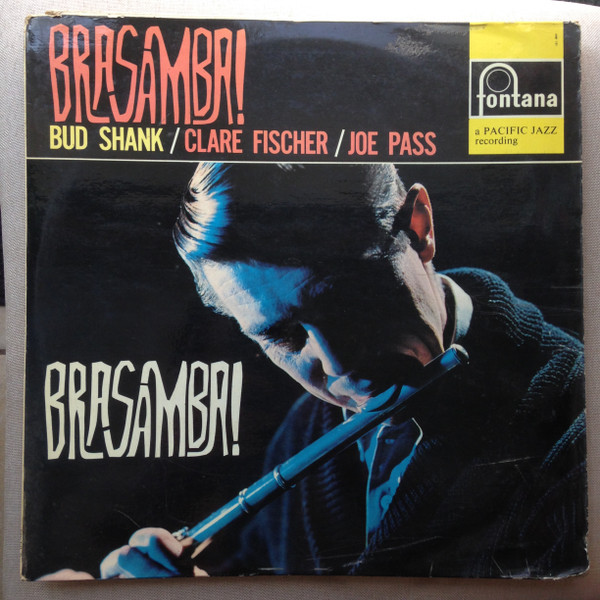 BRASAMBA!
BUD SHANK / CLARE FISCHER / JOE PASS
fontana
a PACIFIC JAZZ
recording
BRASAMBA!